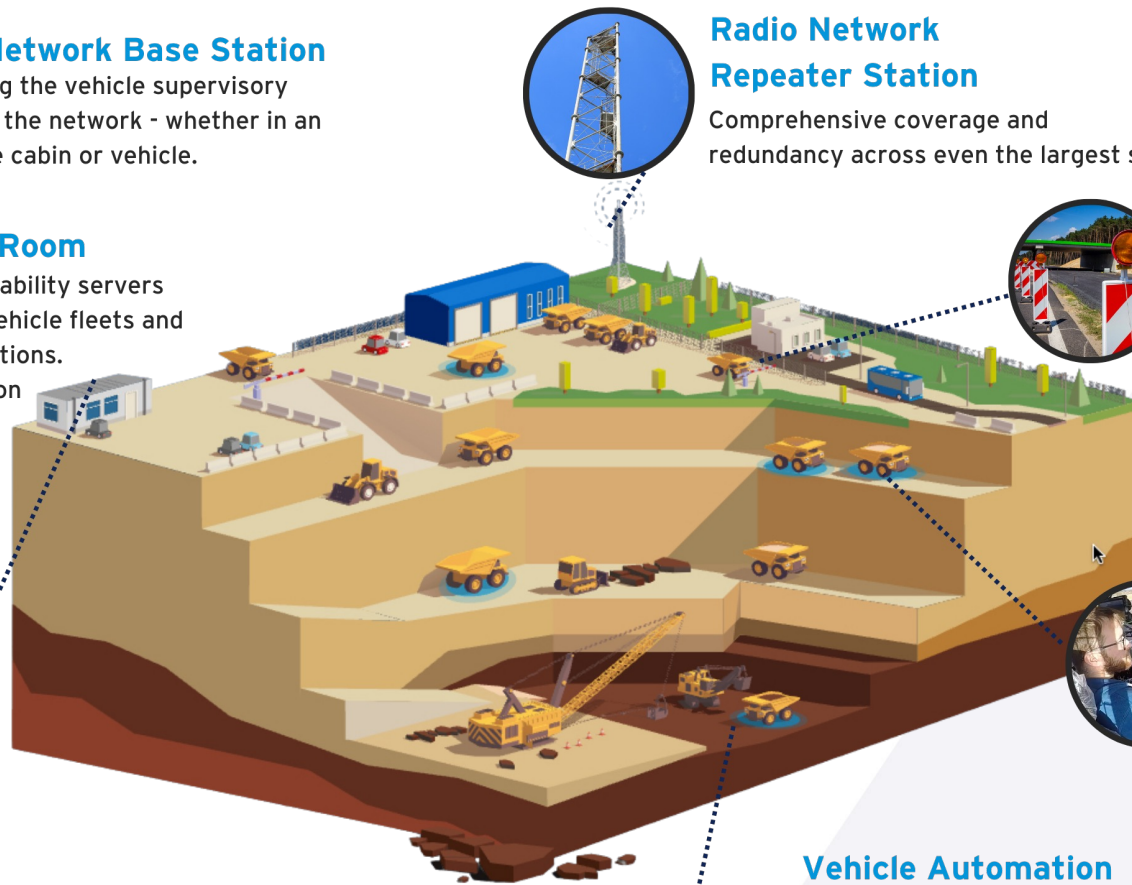 Network Base Station
g the vehicle supervisory
the network - whether in an
e cabin or vehicle.
Radio Network
Repeater Station
Comprehensive coverage and
redundancy across even the largest s
Room
ability servers
ehicle fleets and
tions.
on
Vehicle Automation